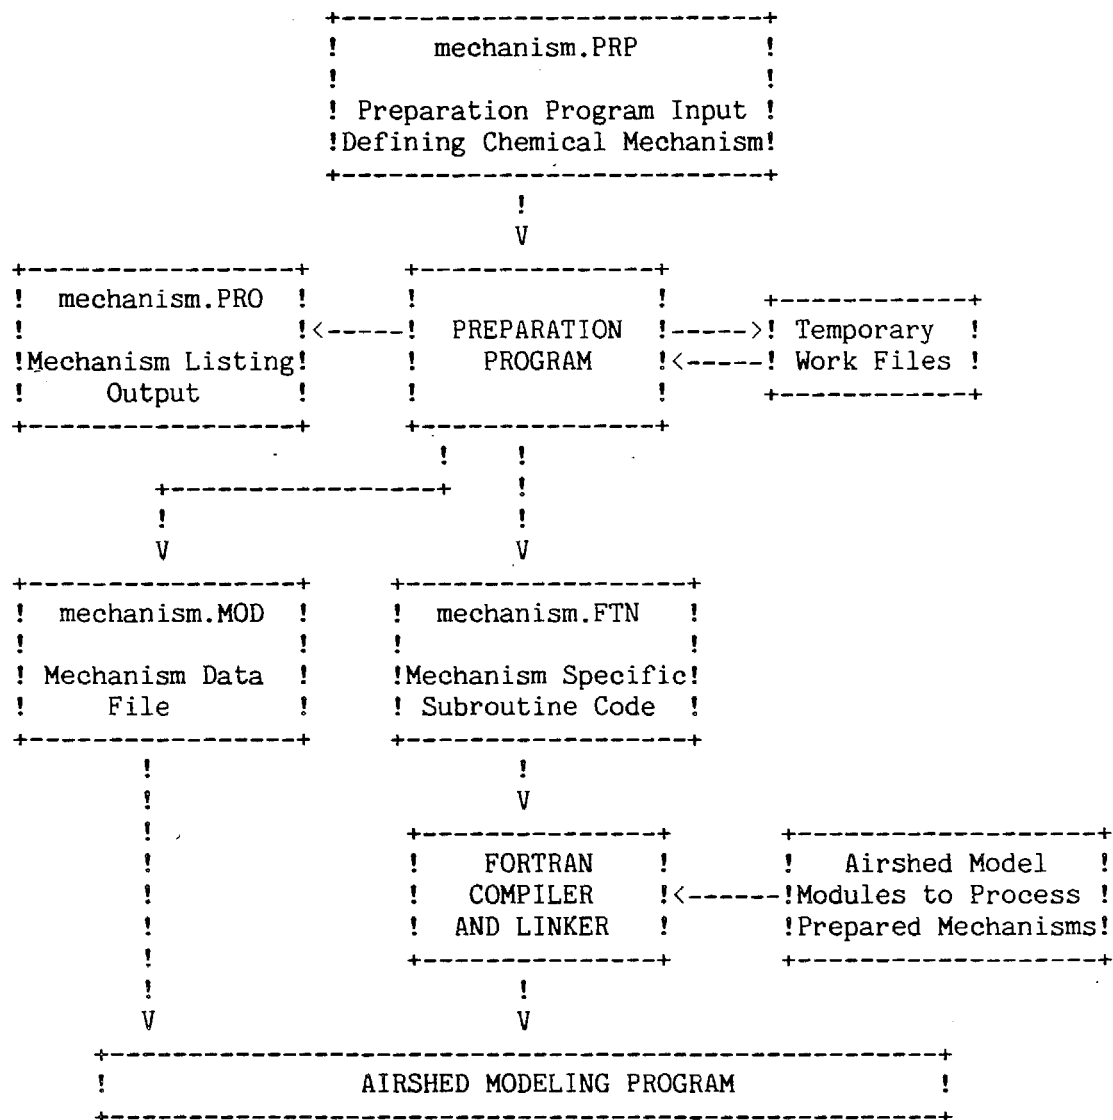 mechanism.PRP
Preparation Program Input
Defining Chemical Mechanism
mechanism.PRO
Mechanism Listing
Output
PREPARATION
PROGRAM
Temporary
Work Files
mechanism.MOD
Mechanism Data
File
mechanism.FTN
Mechanism Specific
Subroutine Code
FORTRAN
COMPILER
AND LINKER
Airshed Model
Modules to Process
Prepared Mechanisms
AIRSHED MODELING PROGRAM